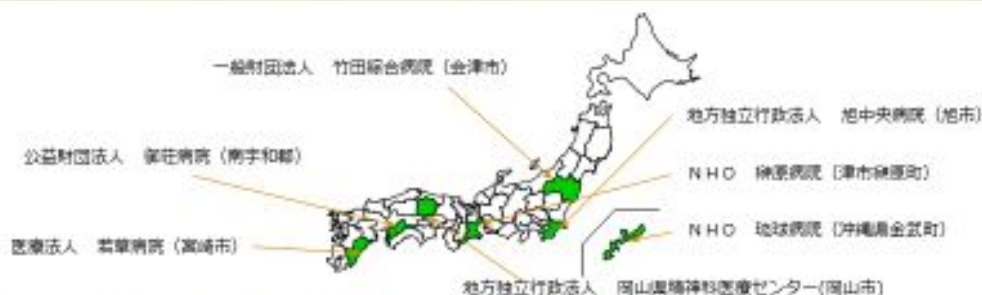 一般財団法人 竹田綜合病院（会津市）
地方独立行政法人 旭中央病院（旭市）
公益財団法人 御荘病院（南宇和郡）
NHO 榊原病院（津市榊原町）
NHO 琉球病院（沖縄県金武町）
医療法人 若草病院（宮崎市）
地方独立行政法人 岡山県精神科医療センター(岡山市)